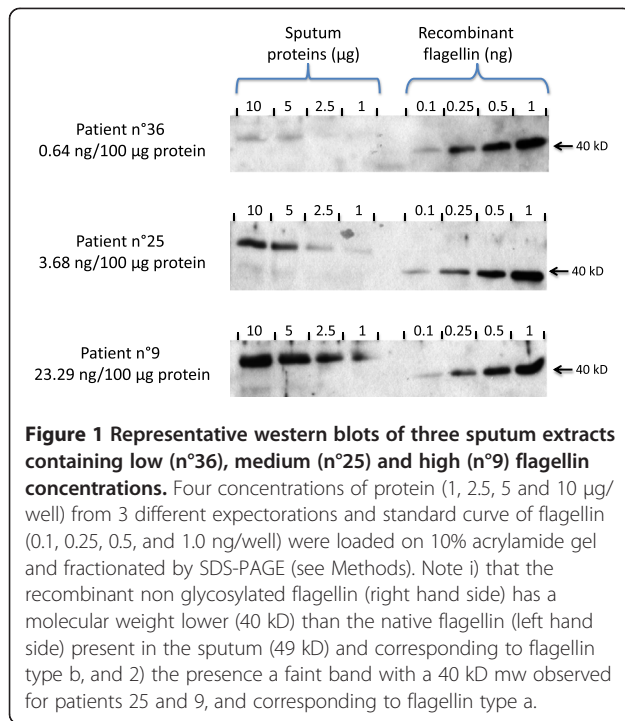 Sputum
proteins (µg)
Recombinant
flagellin (ng)
10 5 2.5 1 0.1 0.25 0.5 1
Patient n°36
0.64 ng/100 µg protein
40 kD
10 5 2.5 1 0.1 0.25 0.5 1
Patient n°25
3.68 ng/100 µg protein
40 kD
10 5 2.5 1 0.1 0.25 0.5 1
Patient n°9
23.29 ng/100 µg protein
40 kD
Figure 1 Representative western blots of three sputum extracts
containing low (n°36), medium (n°25) and high (n°9) flagellin
concentrations. Four concentrations of protein (1, 2.5, 5 and 10 µg/
well) from 3 different expectorations and standard curve of flagellin
(0.1, 0.25, 0.5, and 1.0 ng/well) were loaded on 10% acrylamide gel
and fractionated by SDS-PAGE (see Methods). Note i) that the
recombinant non glycosylated flagellin (right hand side) has a
molecular weight lower (40 kD) than the native flagellin (left hand
side) present in the sputum (49 kD) and corresponding to flagellin
type b, and 2) the presence a faint band with a 40 kD mw observed
for patients 25 and 9, and corresponding to flagellin type a.